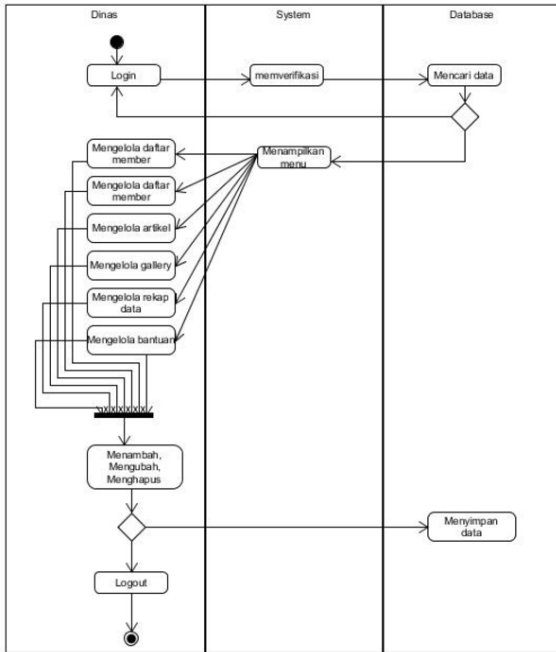 Dinas
System
Database
Login
memverifikasi
Mencari data
Mengelola daftar
member
Menampilkan
menu
Mengelola daftar
member
Mengelola artikel
Mengelola gallery
Mengelola rekap
data
Mengelola bantuan
Menambah,
Mengubah,
Menghapus
Menyimpan
data
Logout